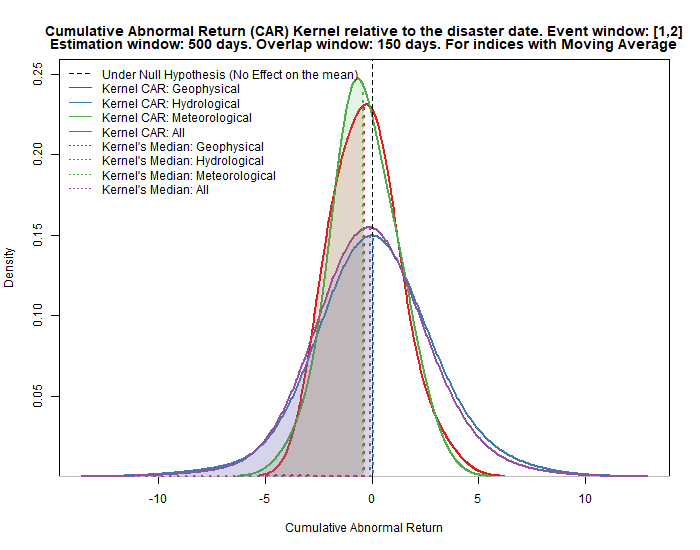 Cumulative Abnormal Return (CAR) Kernel relative to the disaster date. Event window: [1,2]
Estimation window: 500 days. Overlap window: 150 days. For indices with Moving Average
Under Null Hypothesis (No Effect on the mean)
Kernel CAR: Geophysical
Kernel CAR: Hydrological
Kernel CAR: Meteorological
Kernel CAR: All
Kernel's Median: Geophysical
Kernel's Median: Hydrological
Kernel's Median: Meteorological
Kernel's Median: All
Density
0.25
0.20
0.15
0.10
0.05
-10 -5 0 5 10
Cumulative Abnormal Return